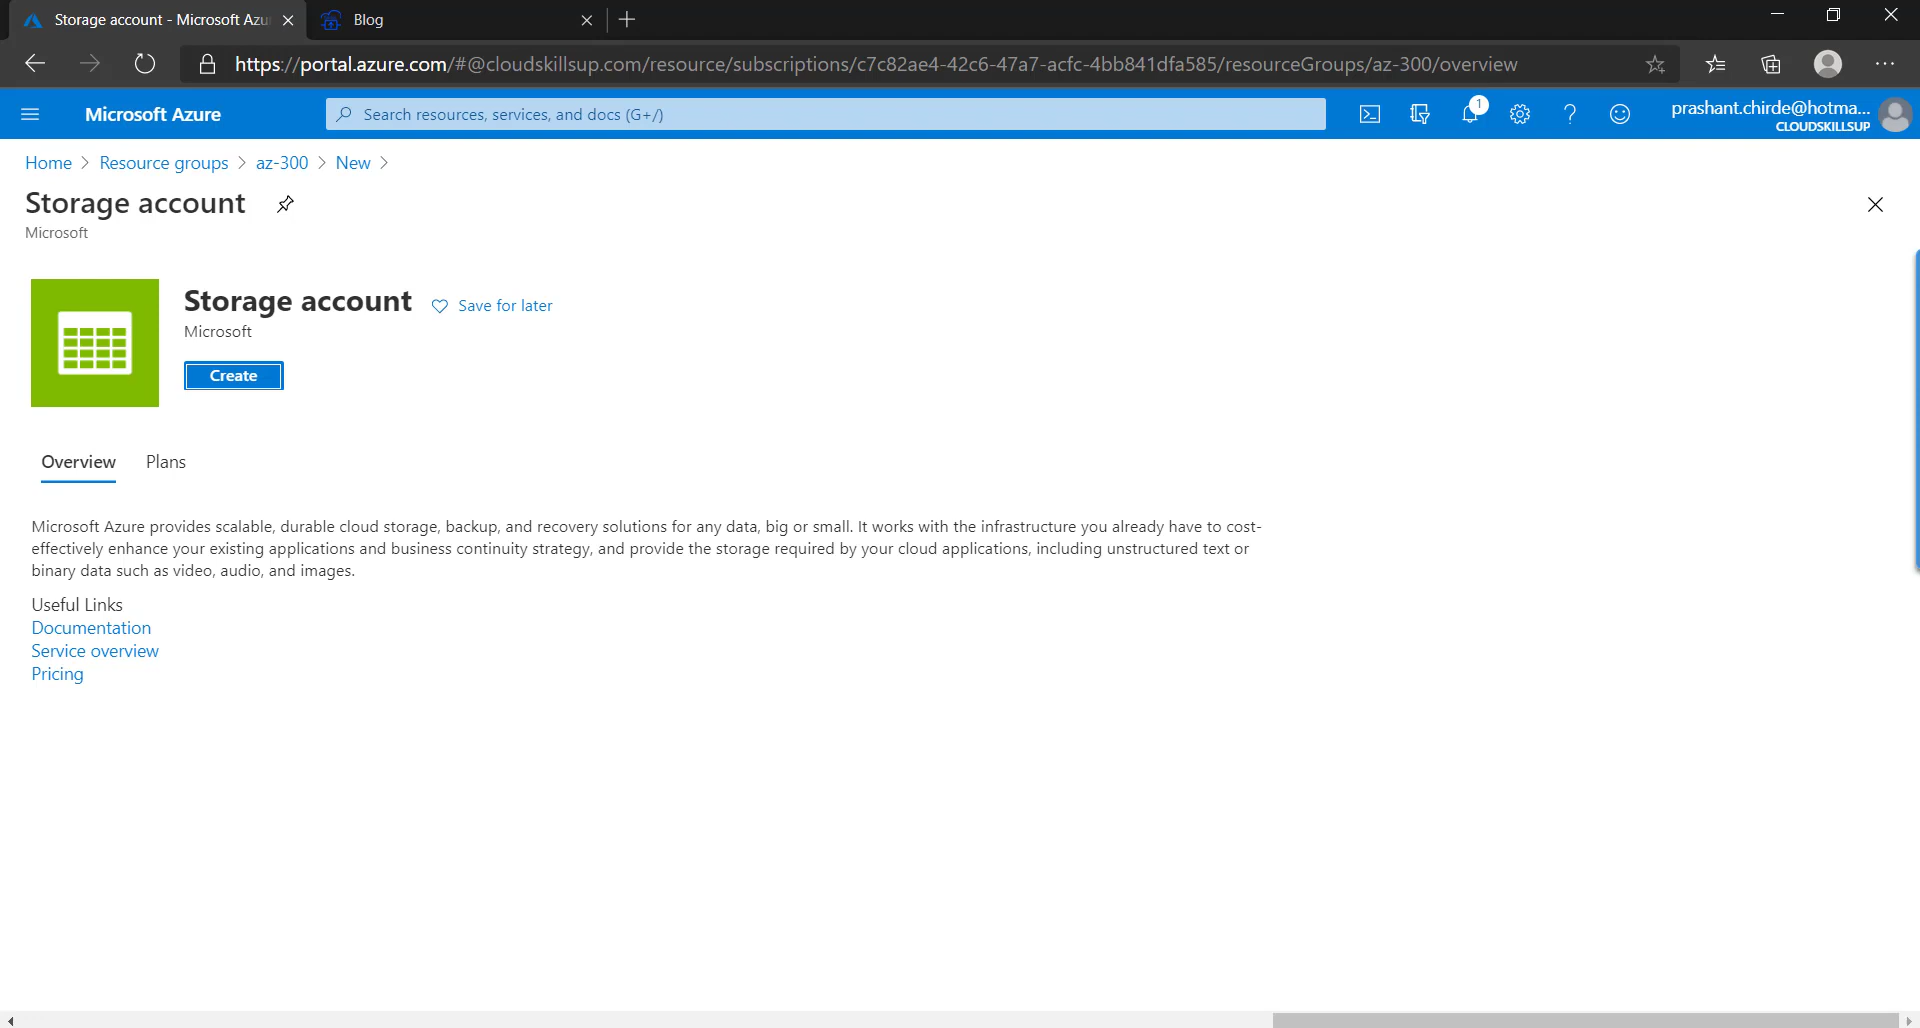 Storage account - Microsoft Azu
Blog
https://portal.azure.com/#@cloudskillsup.com/resource/subscriptions/c7c82ae4-42c6-47a7-acfc-4bb841dfa585/resourceGroups/az-300/overview
Microsoft Azure
Search resources, services, and docs (G+/)
1
prashant.chirde@hotma...
CLOUDSKILLSUP
Home > Resource groups > az-300 > New >
Storage account
Microsoft
Storage account
Save for later
Microsoft
Create
Overview Plans
Microsoft Azure provides scalable, durable cloud storage, backup, and recovery solutions for any data, big or small. It works with the infrastructure you already have to cost-
effectively enhance your existing applications and business continuity strategy, and provide the storage required by your cloud applications, including unstructured text or
binary data such as video, audio, and images.
Useful Links
Documentation
Service overview
Pricing